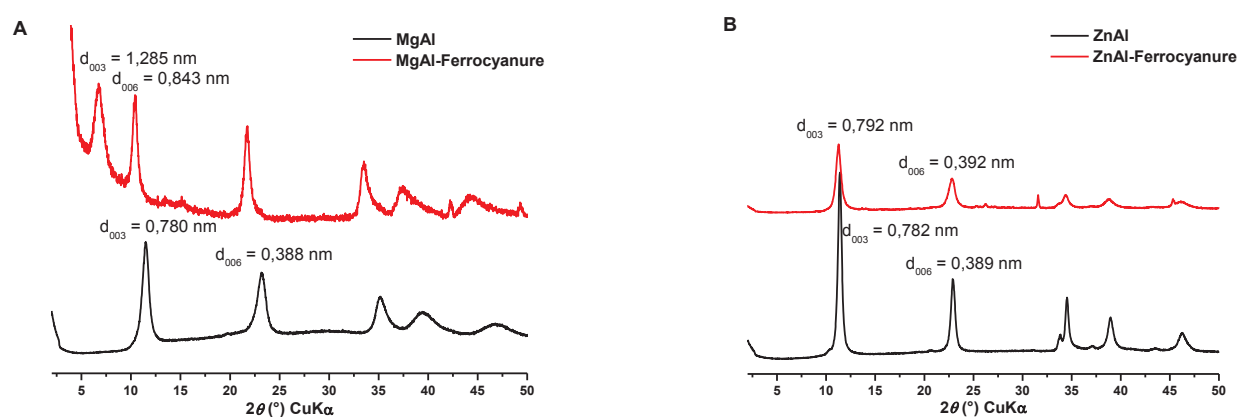 A
MgAl
MgAl-Ferrocyanure
d003 = 1,285 nm
d006 = 0,843 nm
d003 = 0,780 nm
d006 = 0,388 nm
5 10 15 20 25 30 35 40 45 50
2θ (°) CuKα
B
ZnAl
ZnAl-Ferrocyanure
d003 = 0,792 nm
d006 = 0,392 nm
d003 = 0,782 nm
d006 = 0,389 nm
5 10 15 20 25 30 35 40 45 50
2θ (°) CuKα